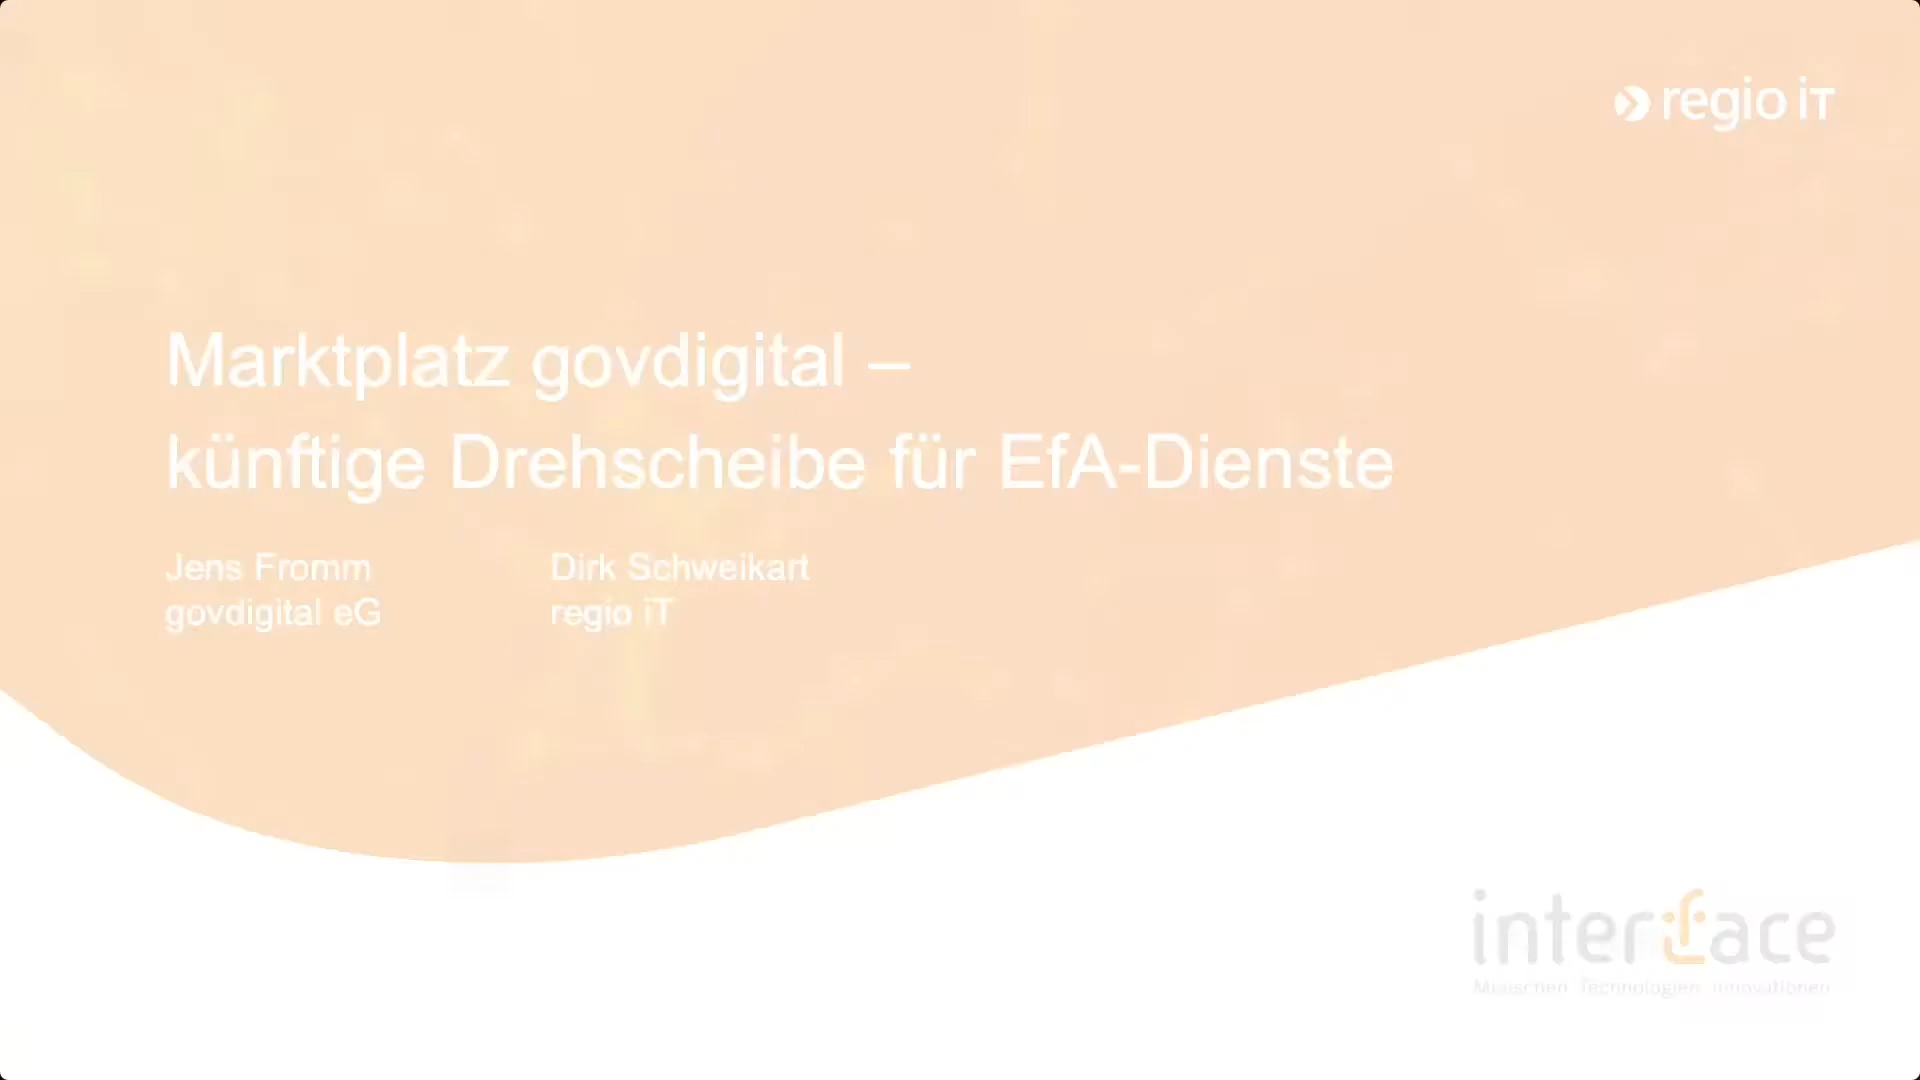 regio iT
Marktplatz govdigital –
künftige Drehscheibe für EfA-Dienste
Jens Fromm
govdigital eG
Dirk Schweikart
regio iT
interface
Menschen Technologien Innovationen